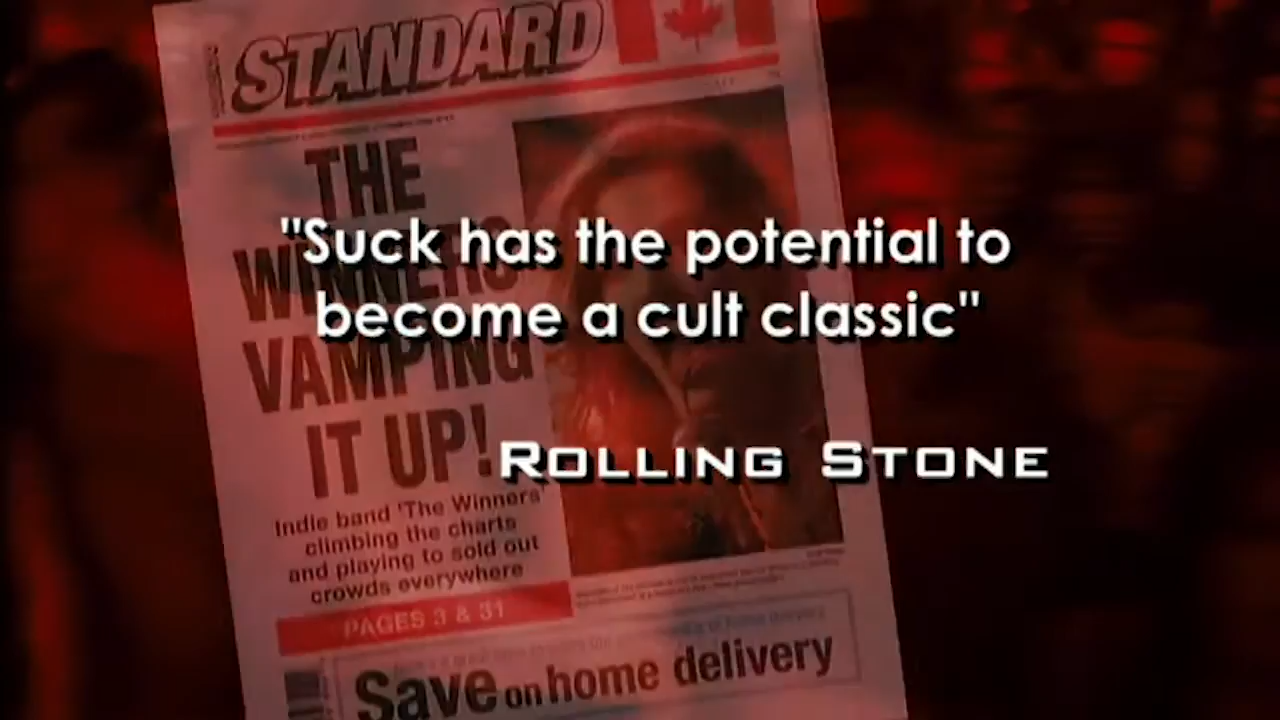 STANDARD
THE
WINNERS
VAMPING
IT UP!
"Suck has the potential to
become a cult classic"
ROLLING STONE
Indie band 'The Winners'
climbing the charts
and playing to sold out
crowds everywhere
PAGES 3 & 31
Save on home delivery